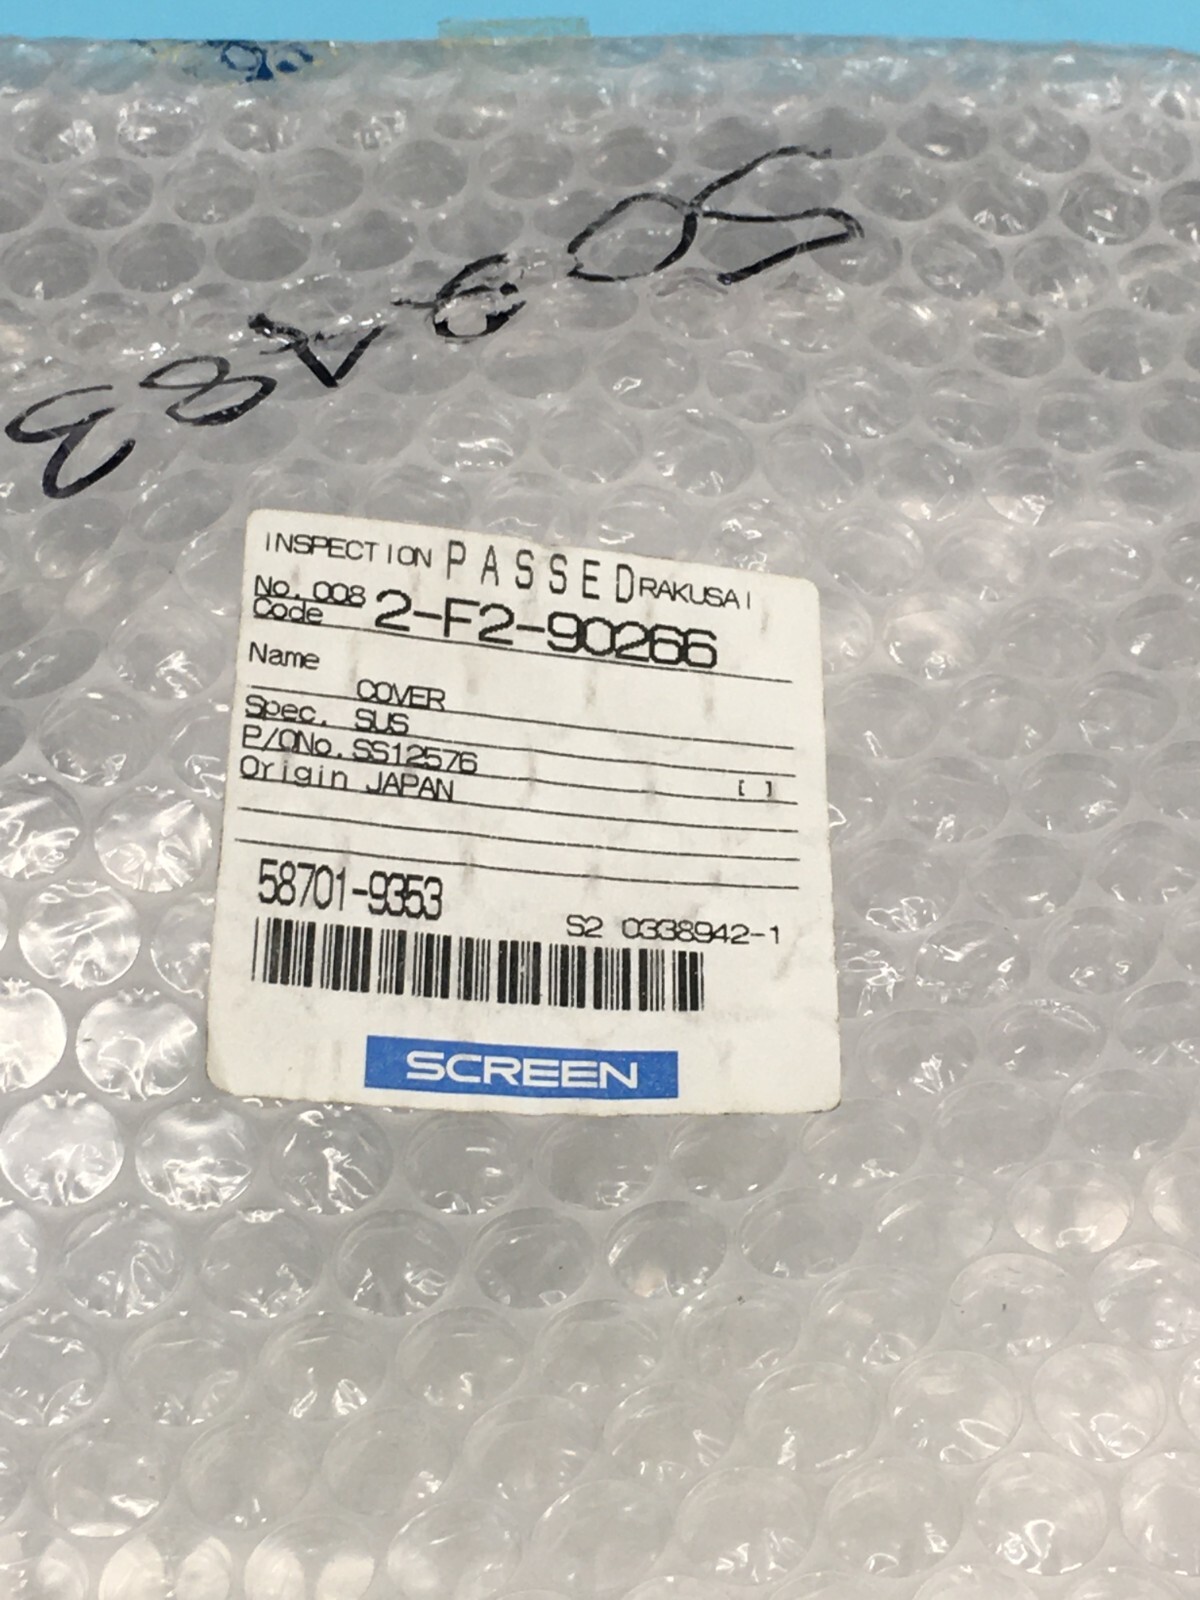 INSPECTION PASSED RAKUSAI
No. 008
Code 2-F2-90266
Name
COVER
Spec. SUS
P/ONo. SS12576
Origin JAPAN [ ]
58701-9353
S2 0338942-1
SCREEN